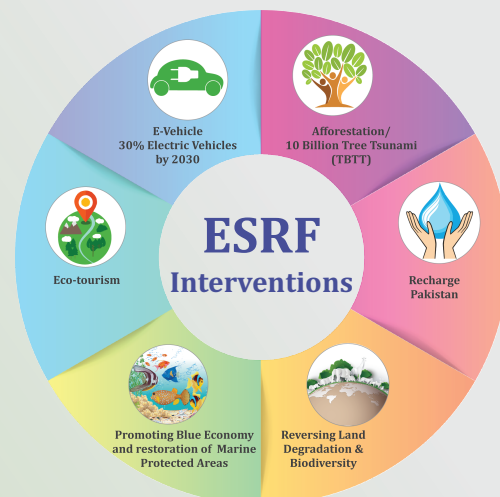 ESRF
Interventions
E-Vehicle
30% Electric Vehicles
by 2030
Afforestation/
10 Billion Tree Tsunami
(TBTT)
Recharge
Pakistan
Reversing Land
Degradation &
Biodiversity
Promoting Blue Economy
and restoration of Marine
Protected Areas
Eco-tourism